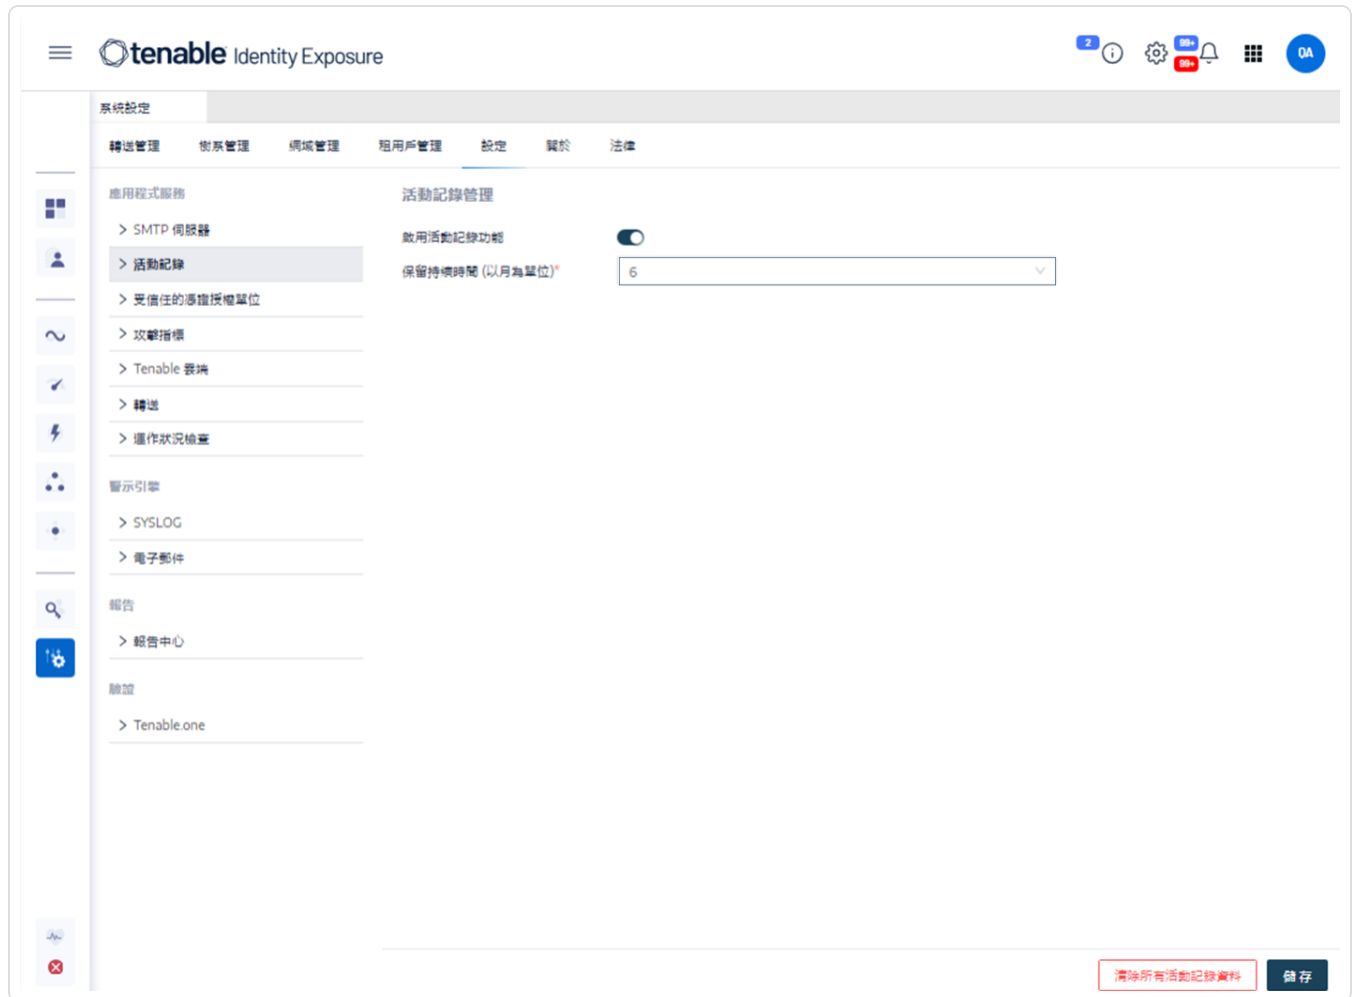 tenable Identity Exposure
2
99+
99+
QA
系統設定
轉送管理 樹系管理 網域管理 租用戶管理 設定 關於 法律
應用程式服務
SMTP 伺服器
活動記錄
受信任的憑證授權單位
攻擊指標
Tenable 雲端
轉送
運作狀況檢查
警示引擎
SYSLOG
電子郵件
報告
報告中心
驗證
Tenable.one
活動記錄管理
啟用活動記錄功能
保留持續時間 (以月為單位)*
6
清除所有活動記錄資料 儲存